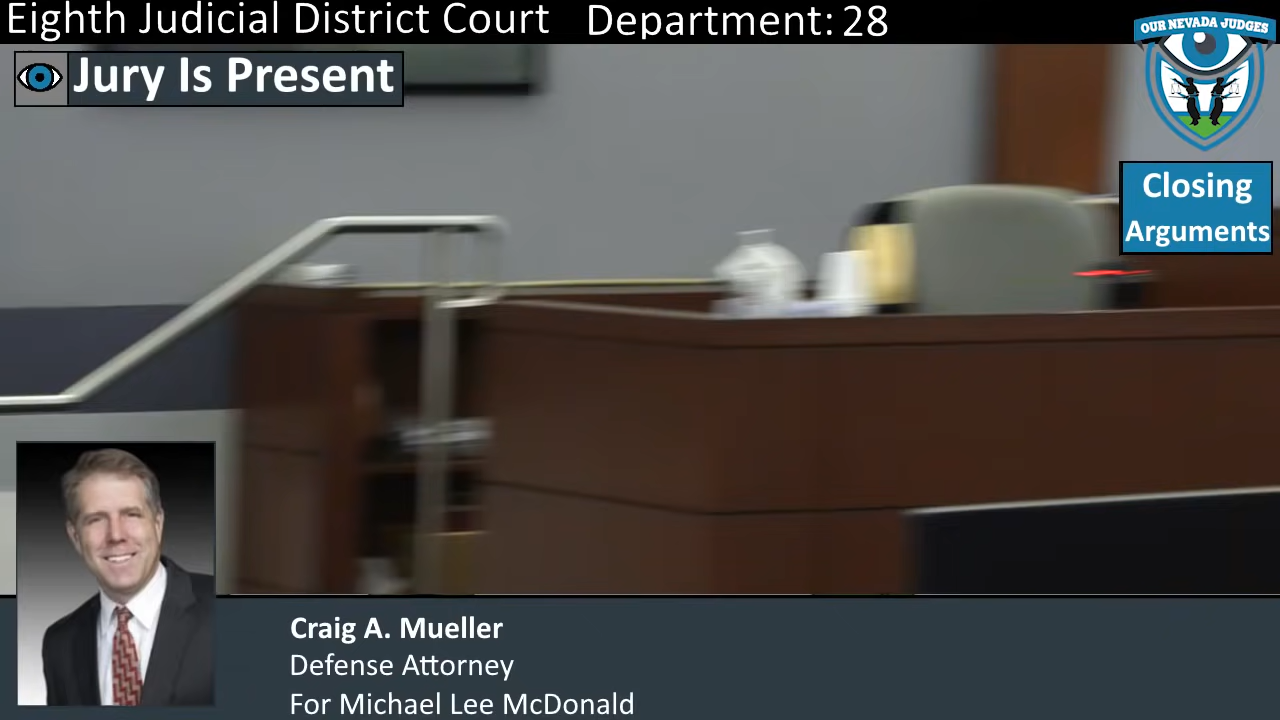 Eighth Judicial District Court Department: 28
OUR NEVADA JUDGES
Jury Is Present
Closing
Arguments
Craig A. Mueller
Defense Attorney
For Michael Lee McDonald